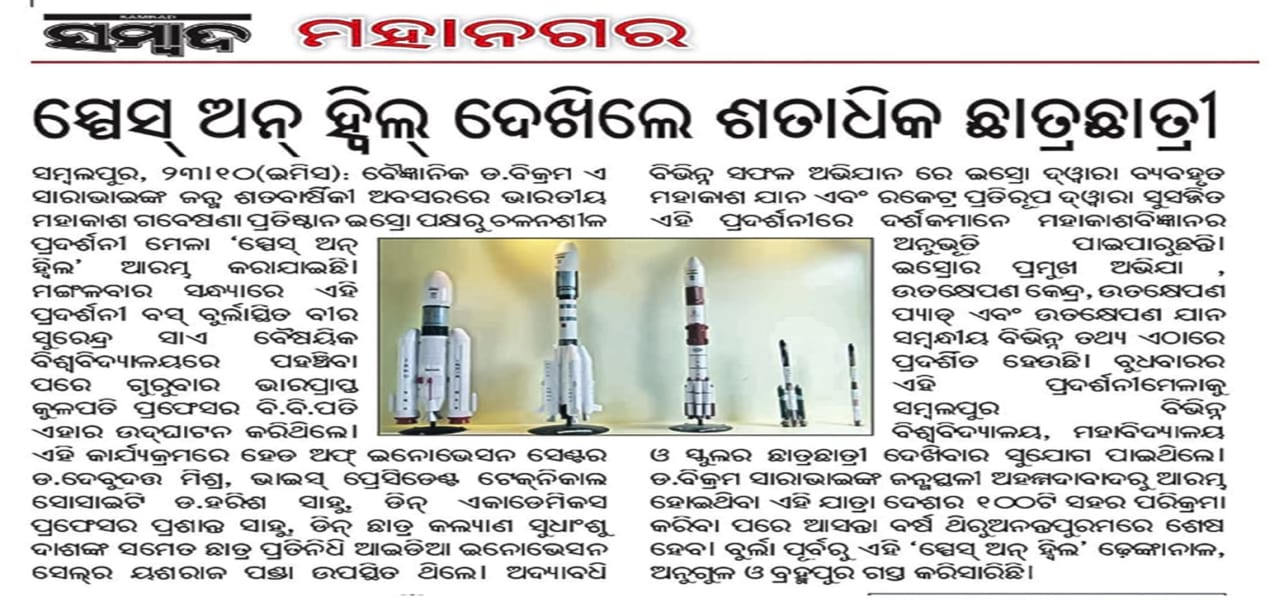 SAMBAD
ସମ୍ବାଦ
ମହାନଗର
ସ୍ପେସ୍ ଅନ୍ ହ୍ୱିଲ୍ ଦେଖିଲେ ଶତାଧିକ ଛାତ୍ରଛାତ୍ରୀ
ସମ୍ବଲପୁର, ୨୩।୧୦(ଇମିସ): ବୈଜ୍ଞାନିକ ଡ.ବିକ୍ରମ ଏ
ସାରାଭାଇଙ୍କ ଜନ୍ମ ଶତବାର୍ଷିକୀ ଅବସରରେ ଭାରତୀୟ
ମହାକାଶ ଗବେଷଣା ପ୍ରତିଷ୍ଠାନ ଇସ୍ରୋ ପକ୍ଷରୁ ଚଳନଶୀଳ
ପ୍ରଦର୍ଶନୀ ମେଳା ‘ସ୍ପେସ୍ ଅନ୍
ହ୍ୱିଲ’ ଆରମ୍ଭ କରାଯାଇଛି।
ମଙ୍ଗଳବାର ସନ୍ଧ୍ୟାରେ ଏହି
ପ୍ରଦର୍ଶନୀ ବସ୍ ବୁର୍ଲାସ୍ଥିତ ବୀର
ସୁରେନ୍ଦ୍ର ସାଏ ବୈଷୟିକ
ବିଶ୍ୱବିଦ୍ୟାଳୟରେ ପହଞ୍ଚିବା
ପରେ ଗୁରୁବାର ଭାରପ୍ରାପ୍ତ
କୁଳପତି ପ୍ରଫେସର ବି.ବି.ପତି
ଏହାର ଉଦ୍‌ଘାଟନ କରିଥିଲେ।
ଏହି କାର୍ଯ୍ୟକ୍ରମରେ ହେଡ ଅଫ୍ ଇନୋଭେସନ ସେଣ୍ଟର
ଡ.ଦେବୁଦତ୍ତ ମିଶ୍ର, ଭାଇସ୍ ପ୍ରେସିଡେଣ୍ଟ ଟେକ୍‌ନିକାଲ
ସୋସାଇଟି ଡ.ହରିଶ ସାହୁ, ଡିନ୍ ଏକାଡେମିକସ
ପ୍ରଫେସର ପ୍ରଶାନ୍ତ ସାହୁ, ଡିନ୍ ଛାତ୍ର କଲ୍ୟାଣ ସୁଧାଂଶୁ
ଦାଶଙ୍କ ସମେତ ଛାତ୍ର ପ୍ରତିନିଧି ଆଇଡିଆ ଇନୋଭେସନ
ସେଲ୍‌ର ୟଶରାଜ ପଣ୍ଡା ଉପସ୍ଥିତ ଥିଲେ। ଅଦ୍ୟାବଧି
ବିଭିନ୍ନ ସଫଳ ଅଭିଯାନ ରେ ଇସ୍ରୋ ଦ୍ୱାରା ବ୍ୟବହୃତ
ମହାକାଶ ଯାନ ଏବଂ ରକେଟ୍ର ପ୍ରତିରୂପ ଦ୍ୱାରା ସୁସଜ୍ଜିତ
ଏହି ପ୍ରଦର୍ଶନୀରେ ଦର୍ଶକମାନେ ମହାକାଶବିଜ୍ଞାନର
ଅନୁଭୂତି ପାଇପାରୁଛନ୍ତି।
ଇସ୍ରୋର ପ୍ରମୁଖ ଅଭିଯା ,
ଉତକ୍ଷେପଣ କେନ୍ଦ୍ର, ଉତକ୍ଷେପଣ
ପ୍ୟାଡ୍ ଏବଂ ଉତକ୍ଷେପଣ ଯାନ
ସମ୍ବନ୍ଧୀୟ ବିଭିନ୍ନ ତଥ୍ୟ ଏଠାରେ
ପ୍ରଦର୍ଶିତ ହେଉଛି। ବୁଧବାରର
ଏହି ପ୍ରଦର୍ଶନୀମେଳାକୁ
ସମ୍ବଲପୁର ବିଭିନ୍ନ
ବିଶ୍ୱବିଦ୍ୟାଳୟ, ମହାବିଦ୍ୟାଳୟ
ଓ ସ୍କୁଲର ଛାତ୍ରଛାତ୍ରୀ ଦେଖିବାର ସୁଯୋଗ ପାଇଥିଲେ।
ଡ.ବିକ୍ରମ ସାରାଭାଇଙ୍କ ଜନ୍ମସ୍ଥଳୀ ଅହମ୍ମଦାବାଦରୁ ଆରମ୍ଭ
ହୋଇଥିବା ଏହି ଯାତ୍ରା ଦେଶର ୧୦୦ଟି ସହର ପରିକ୍ରମା
କରିବା ପରେ ଆସନ୍ତା ବର୍ଷ ଥିରୁଅନନ୍ତପୁରମରେ ଶେଷ
ହେବ। ବୁର୍ଲା ପୂର୍ବରୁ ଏହି ‘ସ୍ପେସ୍ ଅନ୍ ହ୍ୱିଲ’ ଢ଼େଙ୍କାନାଳ,
ଅନୁଗୁଳ ଓ ବ୍ରହ୍ମପୁର ଗସ୍ତ କରିସାରିଛି।